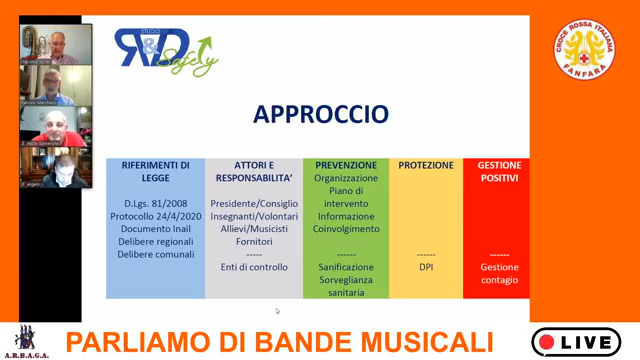 STUDIO
R&D
Safety
CROCE ROSSA ITALIANA
FANFARA
APPROCCIO
RIFERIMENTI DI
LEGGE
D.Lgs. 81/2008
Protocollo 24/4/2020
Documento Inail
Delibere regionali
Delibere comunali
ATTORI E
RESPONSABILITA'
Presidente/Consiglio
Insegnanti/Volontari
Allievi/Musicisti
Fornitori
-----
Enti di controllo
PREVENZIONE
Organizzazione
Piano di
intervento
Informazione
Coinvolgimento
------
Sanificazione
Sorveglianza
sanitaria
PROTEZIONE
------
DPI
GESTIONE
POSITIVI
------
Gestione
contagio
A.R.B.A.G.A.
PARLIAMO DI BANDE MUSICALI
LIVE